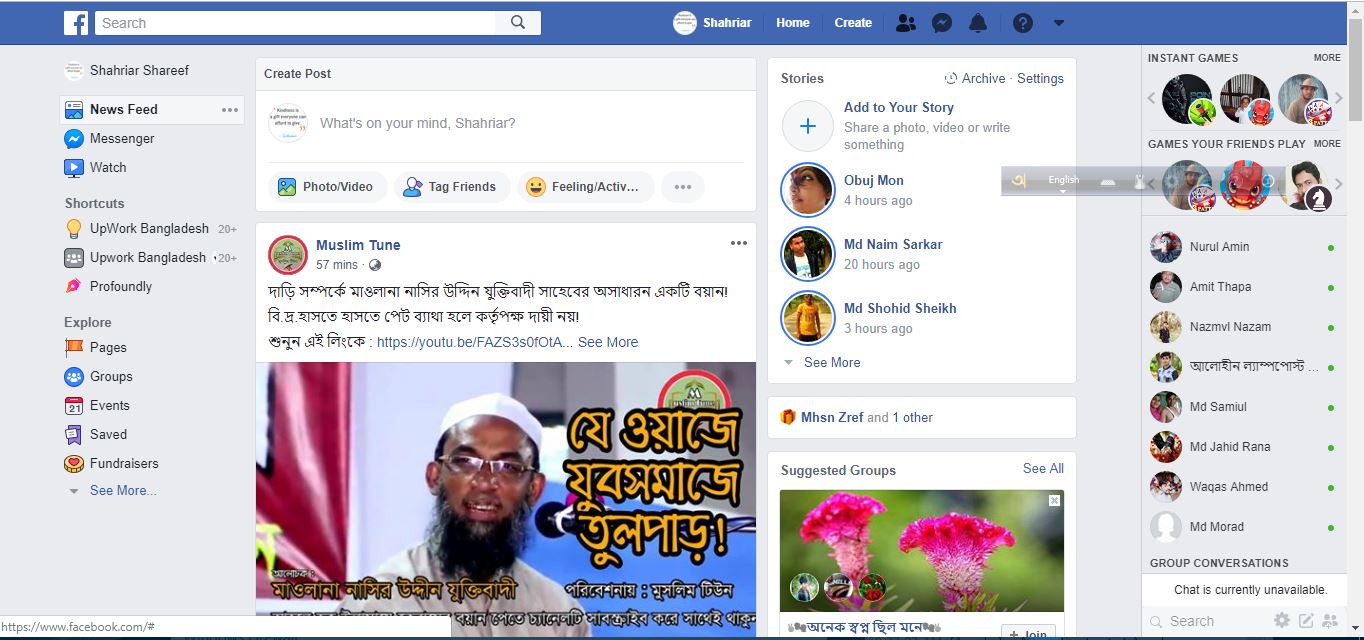 Search
Shahriar
Home
Create
Shahriar Shareef
News Feed
Messenger
Watch
Shortcuts
UpWork Bangladesh 20+
Upwork Bangladesh 20+
Profoundly
Explore
Pages
Groups
Events
Saved
Fundraisers
See More...
Create Post
What's on your mind, Shahriar?
Photo/Video
Tag Friends
Feeling/Activ...
Muslim Tune
57 mins ·
দাড়ি সম্পর্কে মাওলানা নাসির উদ্দিন যুক্তিবাদী সাহেবের অসাধারন একটি বয়ান!
বি.দ্র.হাসতে হাসতে পেট ব্যাথা হলে কর্তৃপক্ষ দায়ী নয়!
শুনুন এই লিংকে : https://youtu.be/FAZS3s0fOtA... See More
যে ওয়াজে
যুবসমাজে
তুলপাড়!
আলোচক :
মাওলানা নাসির উদ্দীন যুক্তিবাদী
পরিবেশনায় : মুসলিম টিউন
বয়ান পেতে চ্যানেলটি সাবস্ক্রাইব করে সাথেই থাকুন
https://www.facebook.com/#
Stories
Archive · Settings
Add to Your Story
Share a photo, video or write
something
Obuj Mon
4 hours ago
Md Naim Sarkar
20 hours ago
Md Shohid Sheikh
3 hours ago
See More
Mhsn Zref and 1 other
Suggested Groups
See All
অনেক স্বপ্ন ছিল মনে
+ Join
INSTANT GAMES
MORE
GAMES YOUR FRIENDS PLAY
MORE
অ English
Nurul Amin
Amit Thapa
Nazmvl Nazam
আলোহীন ল্যাম্পপোস্ট ...
Md Samiul
Md Jahid Rana
Waqas Ahmed
Md Morad
GROUP CONVERSATIONS
Chat is currently unavailable.
Search